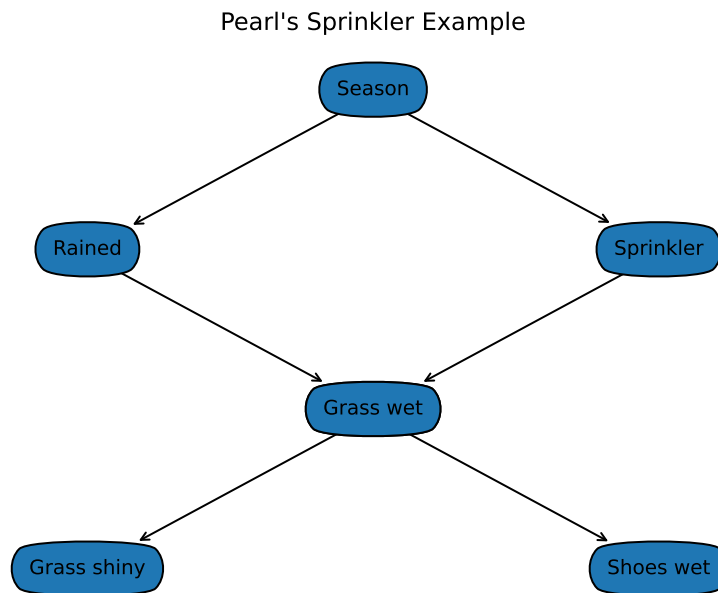 Pearl's Sprinkler Example
Season
Rained
Sprinkler
Grass wet
Grass shiny
Shoes wet